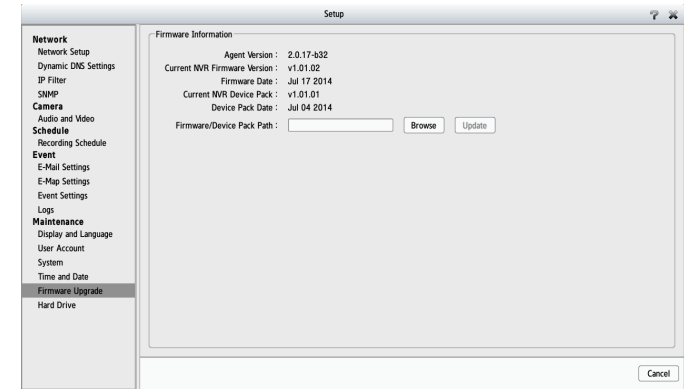 Setup
Network
Network Setup
Dynamic DNS Settings
IP Filter
SNMP
Camera
Audio and Video
Schedule
Recording Schedule
Event
E-Mail Settings
E-Map Settings
Event Settings
Logs
Maintenance
Display and Language
User Account
System
Time and Date
Firmware Upgrade
Hard Drive
Firmware Information
Agent Version : 2.0.17-b32
Current NVR Firmware Version : v1.01.02
Firmware Date : Jul 17 2014
Current NVR Device Pack : v1.01.01
Device Pack Date : Jul 04 2014
Firmware/Device Pack Path : Browse Update
Cancel